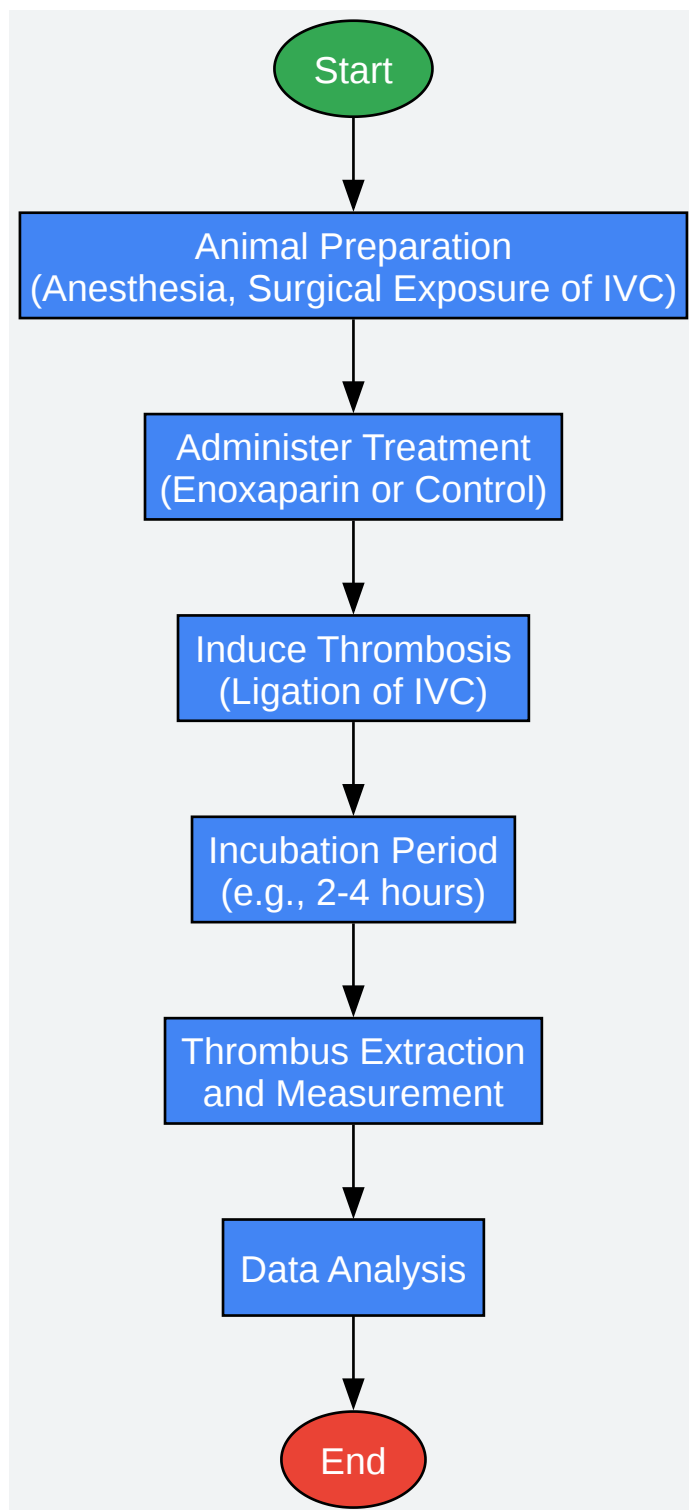 Start
Animal Preparation
(Anesthesia, Surgical Exposure of IVC)
Administer Treatment
(Enoxaparin or Control)
Induce Thrombosis
(Ligation of IVC)
Incubation Period
(e.g., 2-4 hours)
Thrombus Extraction
and Measurement
Data Analysis
End